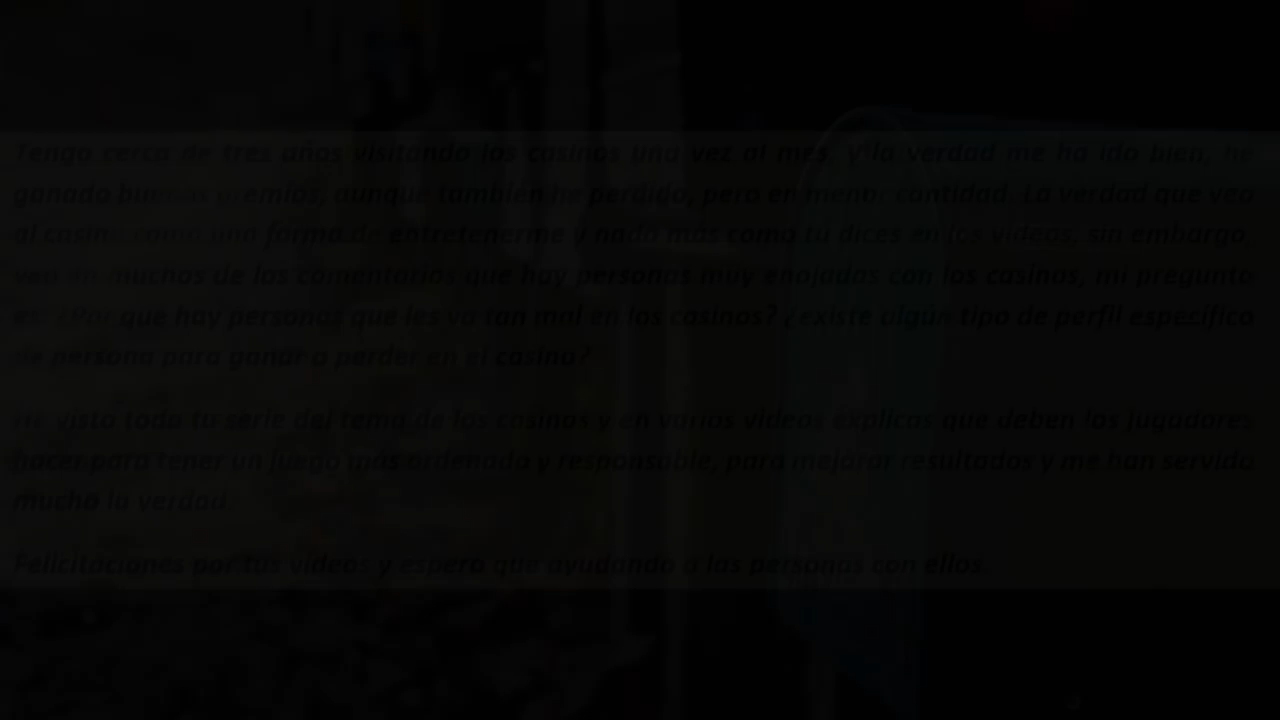 Tengo cerca de tres años visitando los casinos una vez al mes, y la verdad me ha ido bien, he
ganado buenos premios, aunque también he perdido, pero en menor cantidad. La verdad que veo
al casino como una forma de entretenerme y nada más como tu dices en los videos, sin embargo,
veo en muchos de los comentarios que hay personas muy enojadas con los casinos, mi pregunta
es: ¿Por que hay personas que les va tan mal en los casinos? ¿existe algún tipo de perfil específico
de persona para ganar o perder en el casino?
He visto toda tu serie del tema de los casinos y en varios videos explicas que deben los jugadores
hacer para tener un juego más ordenado y responsable, para mejorar resultados y me han servido
mucho la verdad.
Felicitaciones por tus videos y espero que ayudando a las personas con ellos.